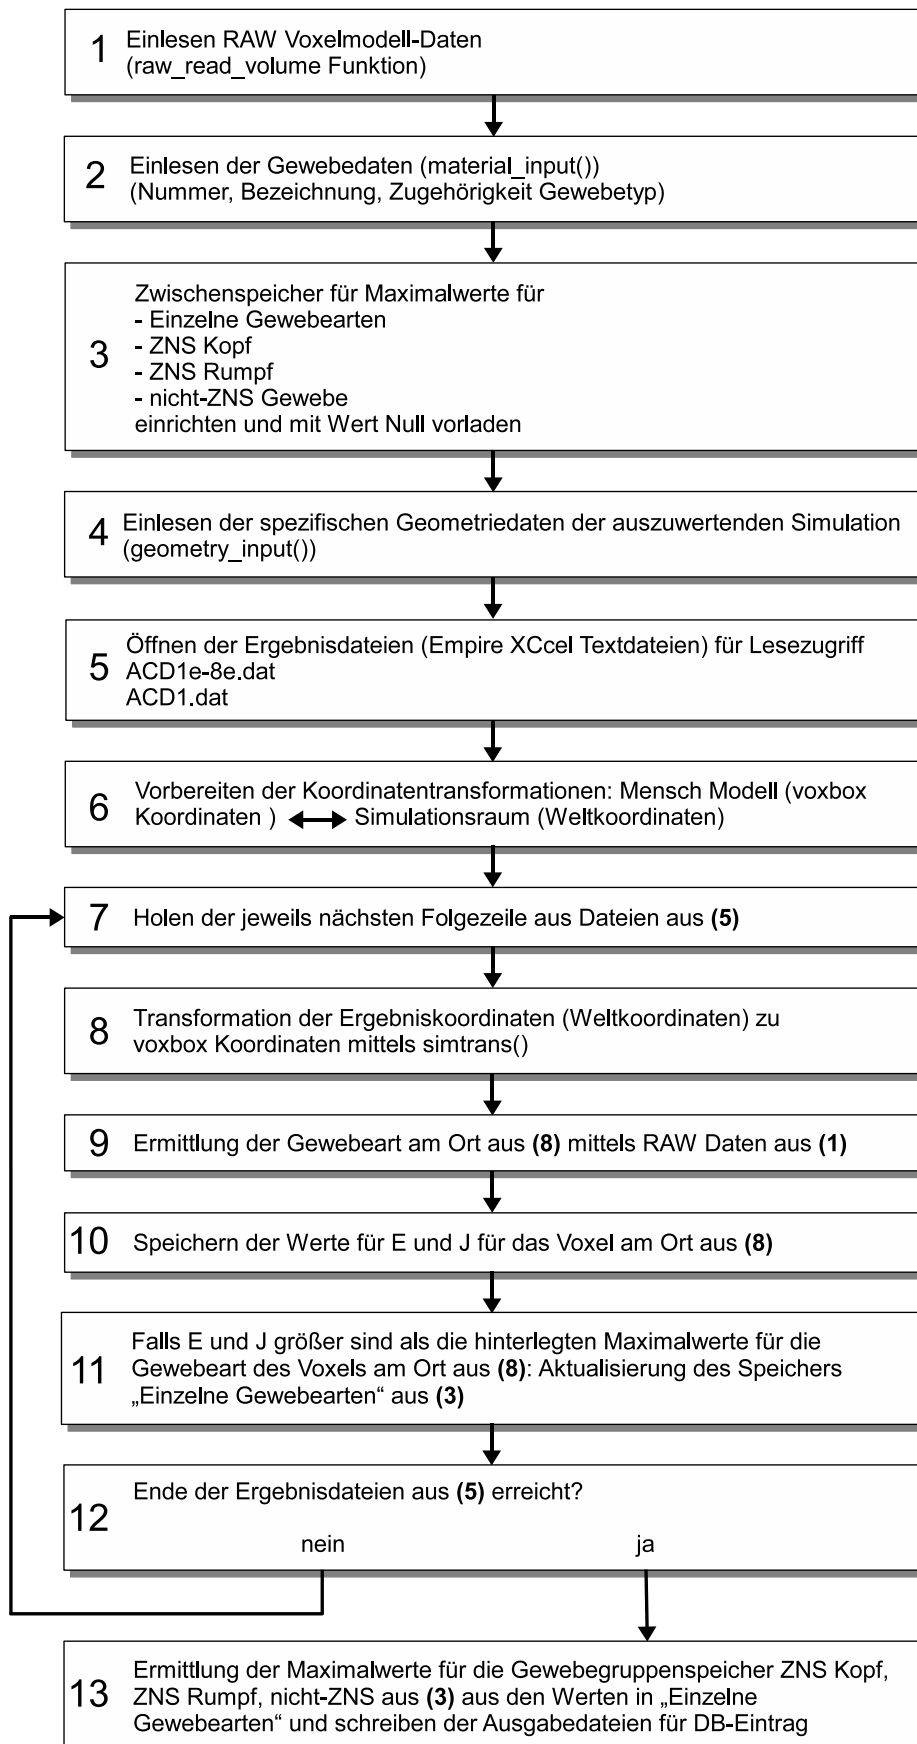 1 Einlesen RAW Voxelmodell-Daten
(raw_read_volume Funktion)
2 Einlesen der Gewebedaten (material_input())
(Nummer, Bezeichnung, Zugehörigkeit Gewebetyp)
3 Zwischenspeicher für Maximalwerte für
- Einzelne Gewebearten
- ZNS Kopf
- ZNS Rumpf
- nicht-ZNS Gewebe
einrichten und mit Wert Null vorladen
4 Einlesen der spezifischen Geometriedaten der auszuwertenden Simulation
(geometry_input())
5 Öffnen der Ergebnisdateien (Empire XCcel Textdateien) für Lesezugriff
ACD1e-8e.dat
ACD1.dat
6 Vorbereiten der Koordinatentransformationen: Mensch Modell (voxbox
Koordinaten ) ↔ Simulationsraum (Weltkoordinaten)
7 Holen der jeweils nächsten Folgezeile aus Dateien aus (5)
8 Transformation der Ergebniskoordinaten (Weltkoordinaten) zu
voxbox Koordinaten mittels simtrans()
9 Ermittlung der Gewebeart am Ort aus (8) mittels RAW Daten aus (1)
10 Speichern der Werte für E und J für das Voxel am Ort aus (8)
11 Falls E und J größer sind als die hinterlegten Maximalwerte für die
Gewebeart des Voxels am Ort aus (8): Aktualisierung des Speichers
„Einzelne Gewebearten“ aus (3)
12 Ende der Ergebnisdateien aus (5) erreicht?
nein ja
13 Ermittlung der Maximalwerte für die Gewebegruppenspeicher ZNS Kopf,
ZNS Rumpf, nicht-ZNS aus (3) aus den Werten in „Einzelne
Gewebearten“ und schreiben der Ausgabedateien für DB-Eintrag